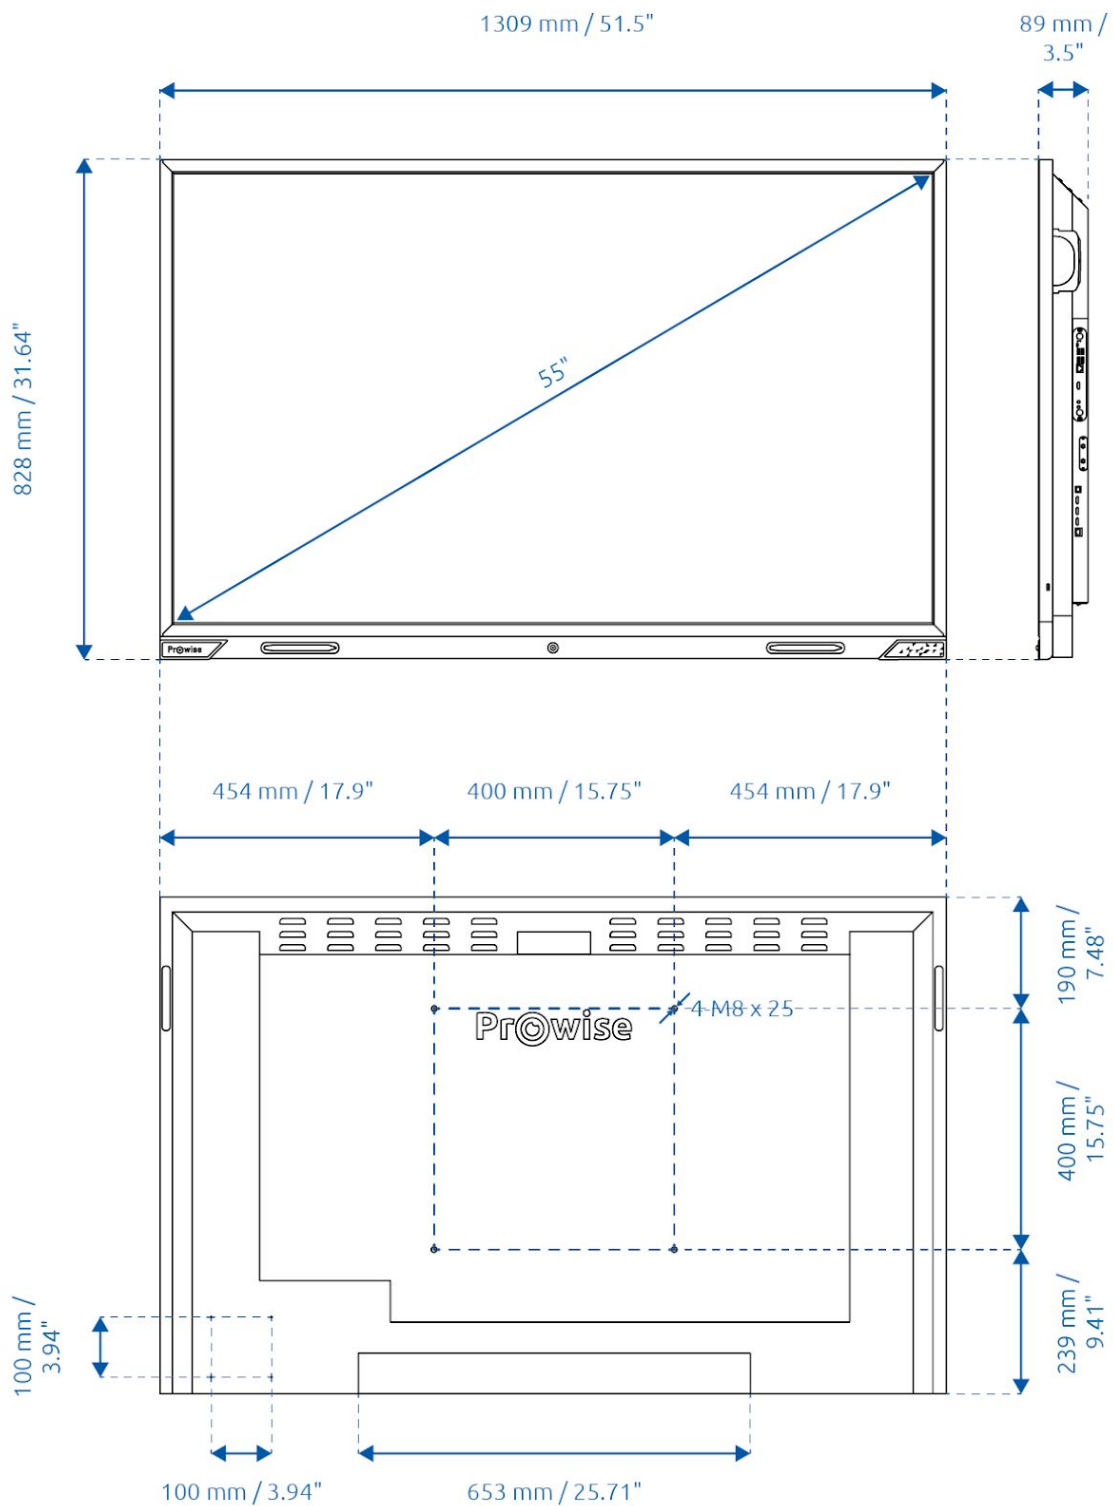 1309 mm / 51.5"
89 mm /
3.5"
828 mm / 31.64"
55"
Prowise
454 mm / 17.9"
400 mm / 15.75"
454 mm / 17.9"
190 mm /
7.48"
4-M8 x 25
Prowise
400 mm /
15.75"
239 mm /
9.41"
100 mm /
3.94"
100 mm / 3.94"
653 mm / 25.71"